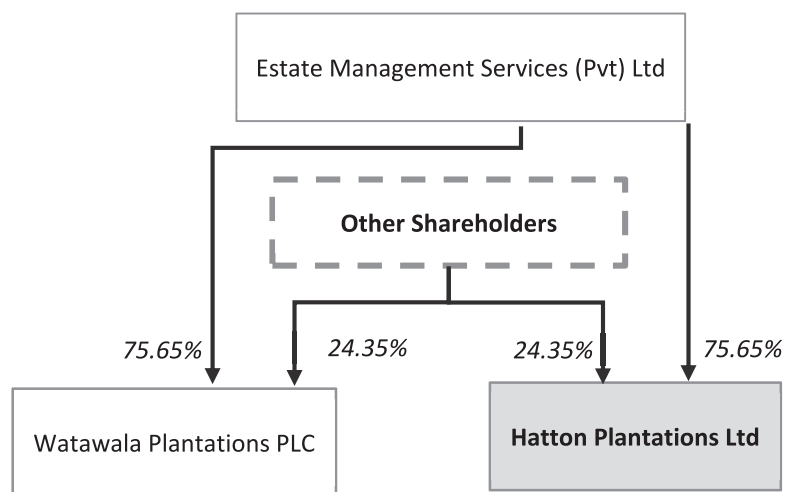 Estate Management Services (Pvt) Ltd
Other Shareholders
75.65%
24.35%
24.35%
75.65%
Watawala Plantations PLC
Hatton Plantations Ltd